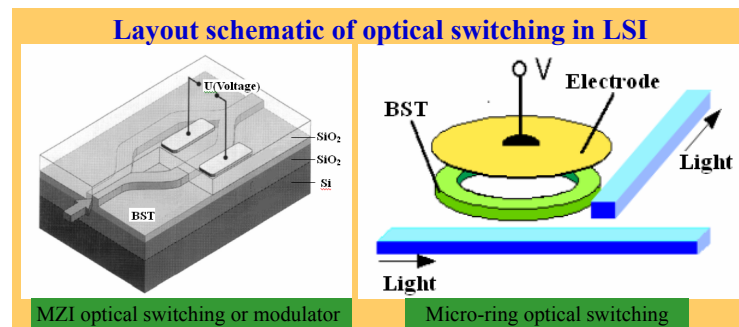 Layout schematic of optical switching in LSI
U(Voltage)
SiO2
SiO2
Si
BST
MZI optical switching or modulator
V
Electrode
BST
Light
Light
Micro-ring optical switching